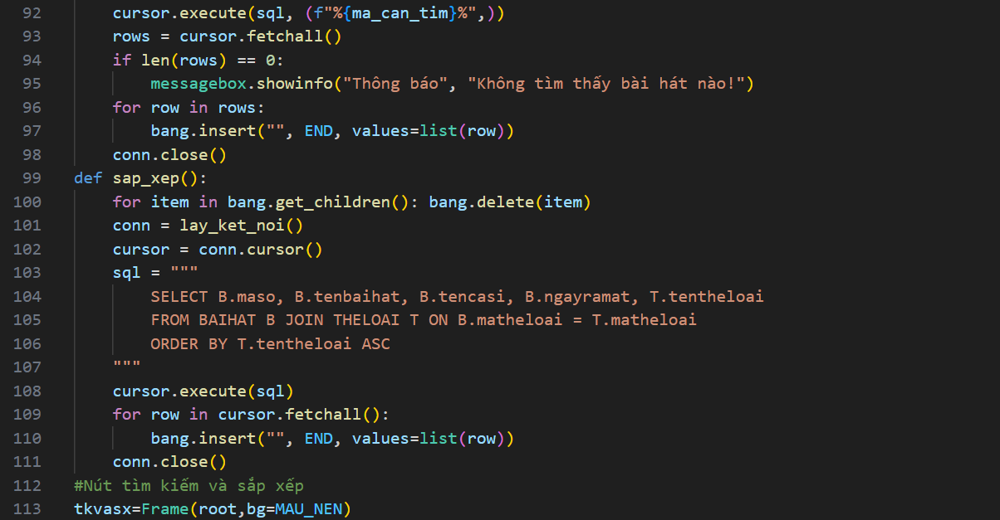 92 cursor.execute(sql, (f"%{ma_can_tim}%",))
93 rows = cursor.fetchall()
94 if len(rows) == 0:
95 messagebox.showinfo("Thông báo", "Không tìm thấy bài hát nào!")
96 for row in rows:
97 bang.insert("", END, values=list(row))
98 conn.close()
99 def sap_xep():
100 for item in bang.get_children(): bang.delete(item)
101 conn = lay_ket_noi()
102 cursor = conn.cursor()
103 sql = """
104 SELECT B.maso, B.tenbaihat, B.tencasi, B.ngayramat, T.tentheloai
105 FROM BAIHAT B JOIN THELOAI T ON B.matheloai = T.matheloai
106 ORDER BY T.tentheloai ASC
107 """
108 cursor.execute(sql)
109 for row in cursor.fetchall():
110 bang.insert("", END, values=list(row))
111 conn.close()
112 #Nút tìm kiếm và sắp xếp
113 tkvasx=Frame(root,bg=MAU_NEN)